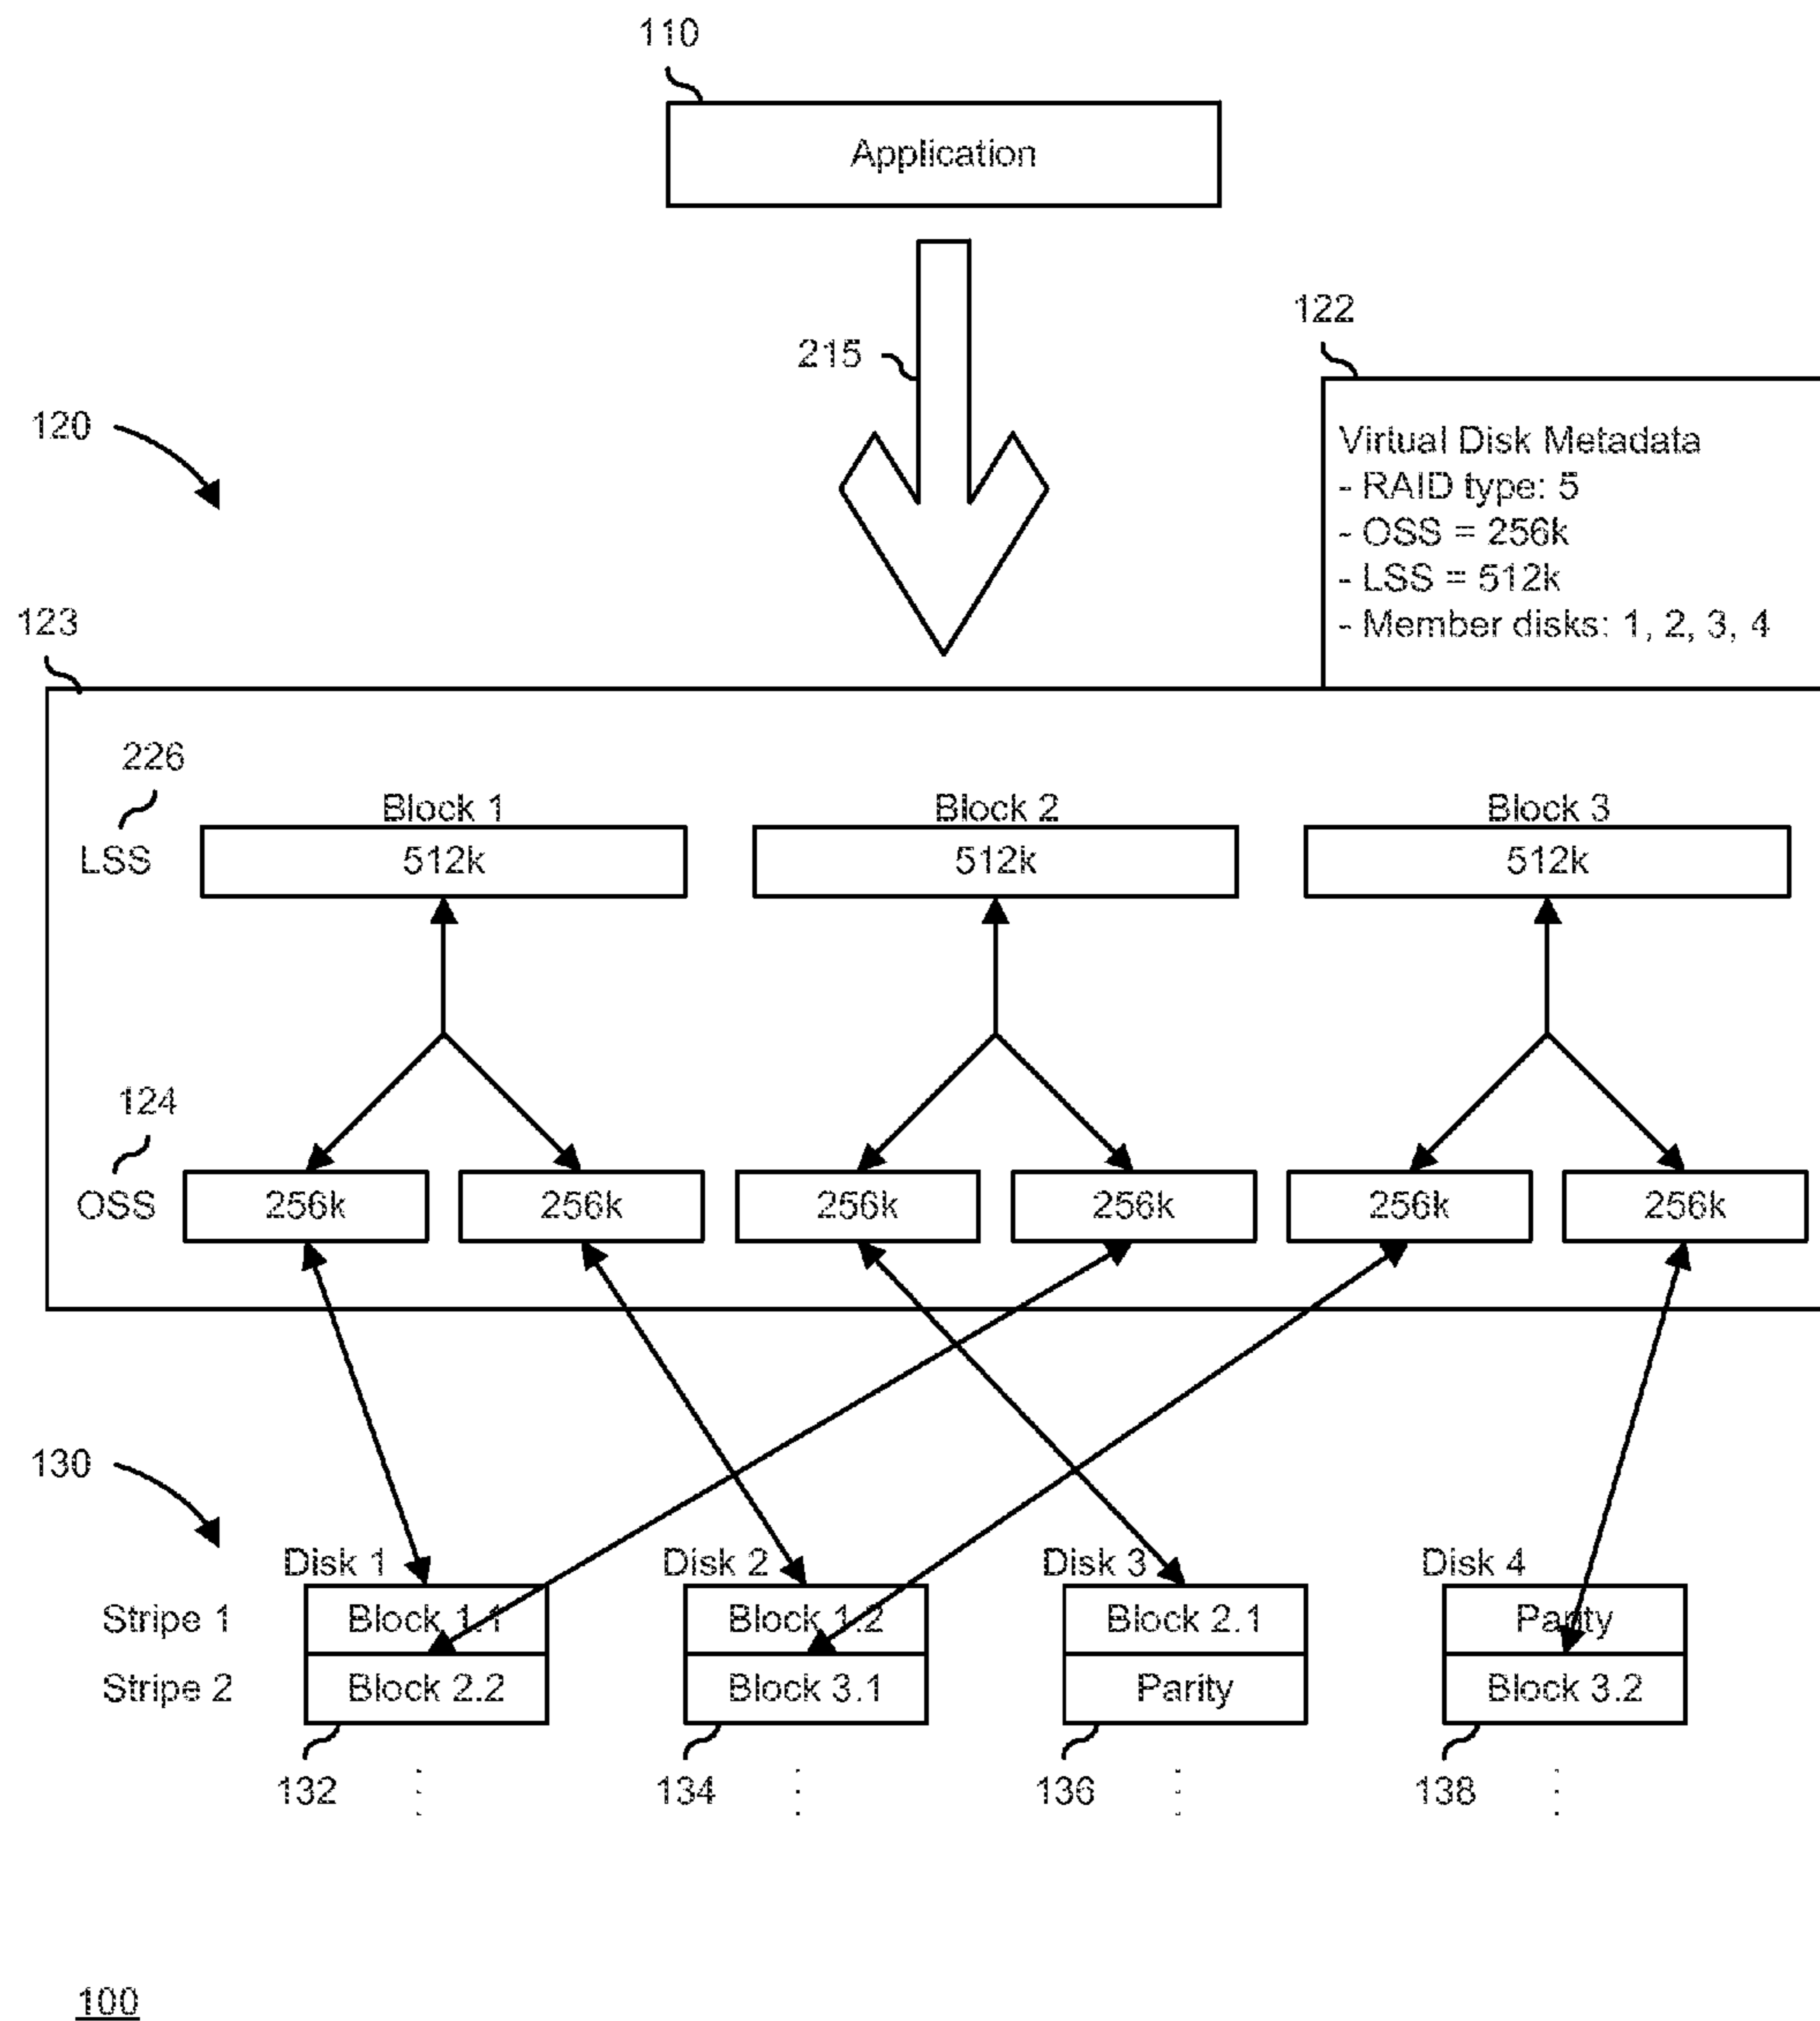 110
Application
215
122
120
Virtual Disk Metadata
- RAID type: 5
- OSS = 256k
- LSS = 512k
- Member disks: 1, 2, 3, 4
123
226
Block 1 Block 2 Block 3
LSS 512k 512k 512k
124
OSS 256k 256k 256k 256k 256k 256k
130
Disk 1 Disk 2 Disk 3 Disk 4
Stripe 1 Block 1.1 Block 1.2 Block 2.1 Parity
Stripe 2 Block 2.2 Block 3.1 Parity Block 3.2
132 134 136 138
100